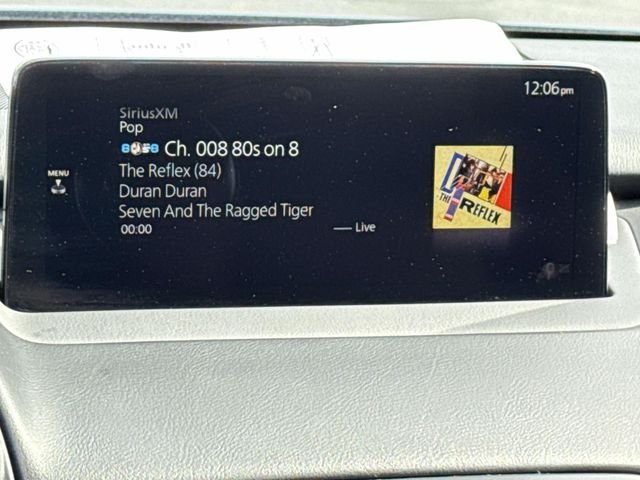 12:06pm
SiriusXM
Pop
Ch. 008 80s on 8
MENU
The Reflex (84)
Duran Duran
Seven And The Ragged Tiger
00:00
Live
THE REFLEX